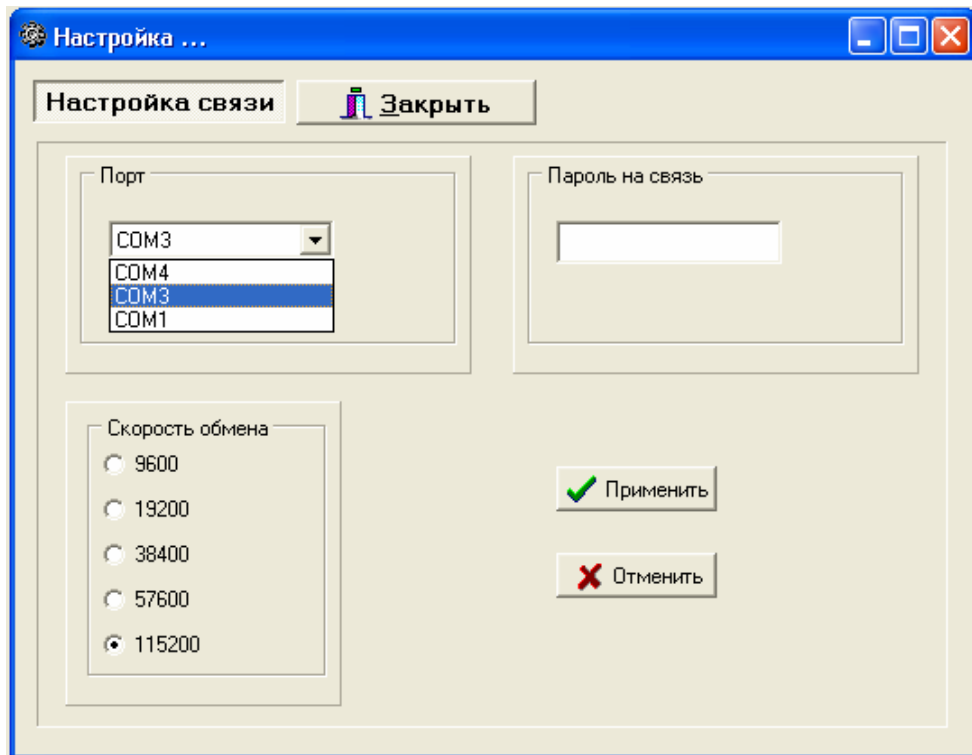 Настройка ...
Настройка связи
Закрыть
Порт
COM3
COM4
COM3
COM1
Пароль на связь
Скорость обмена
9600
19200
38400
57600
115200
Применить
Отменить